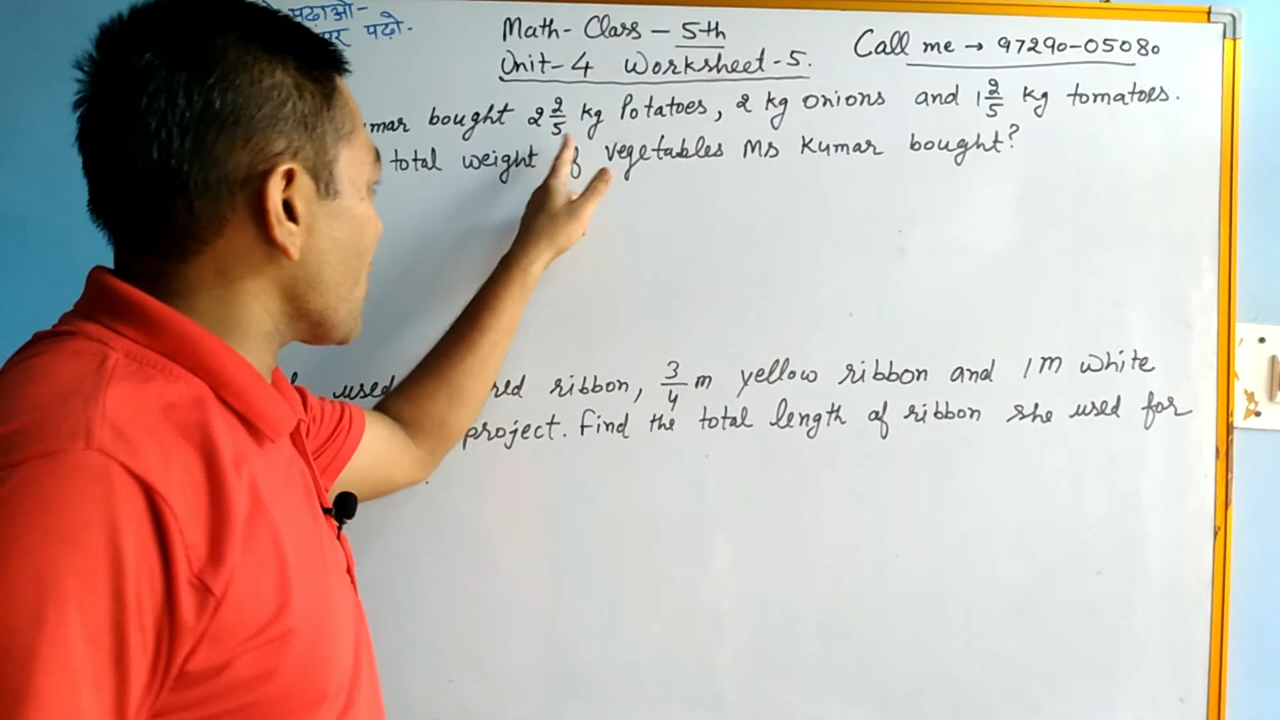 पढ़ाओ-
पढ़ो.
Math- Class - 5th
Unit-4 Worksheet-5.
Call me → 97290-05080
bought 2 2/5 kg Potatoes, 2 kg onions and 1 2/5 kg tomatoes.
total weight vegetables Ms Kumar bought?
used red ribbon, 3/4 m yellow ribbon and 1m white
project. Find the total length of ribbon she used for